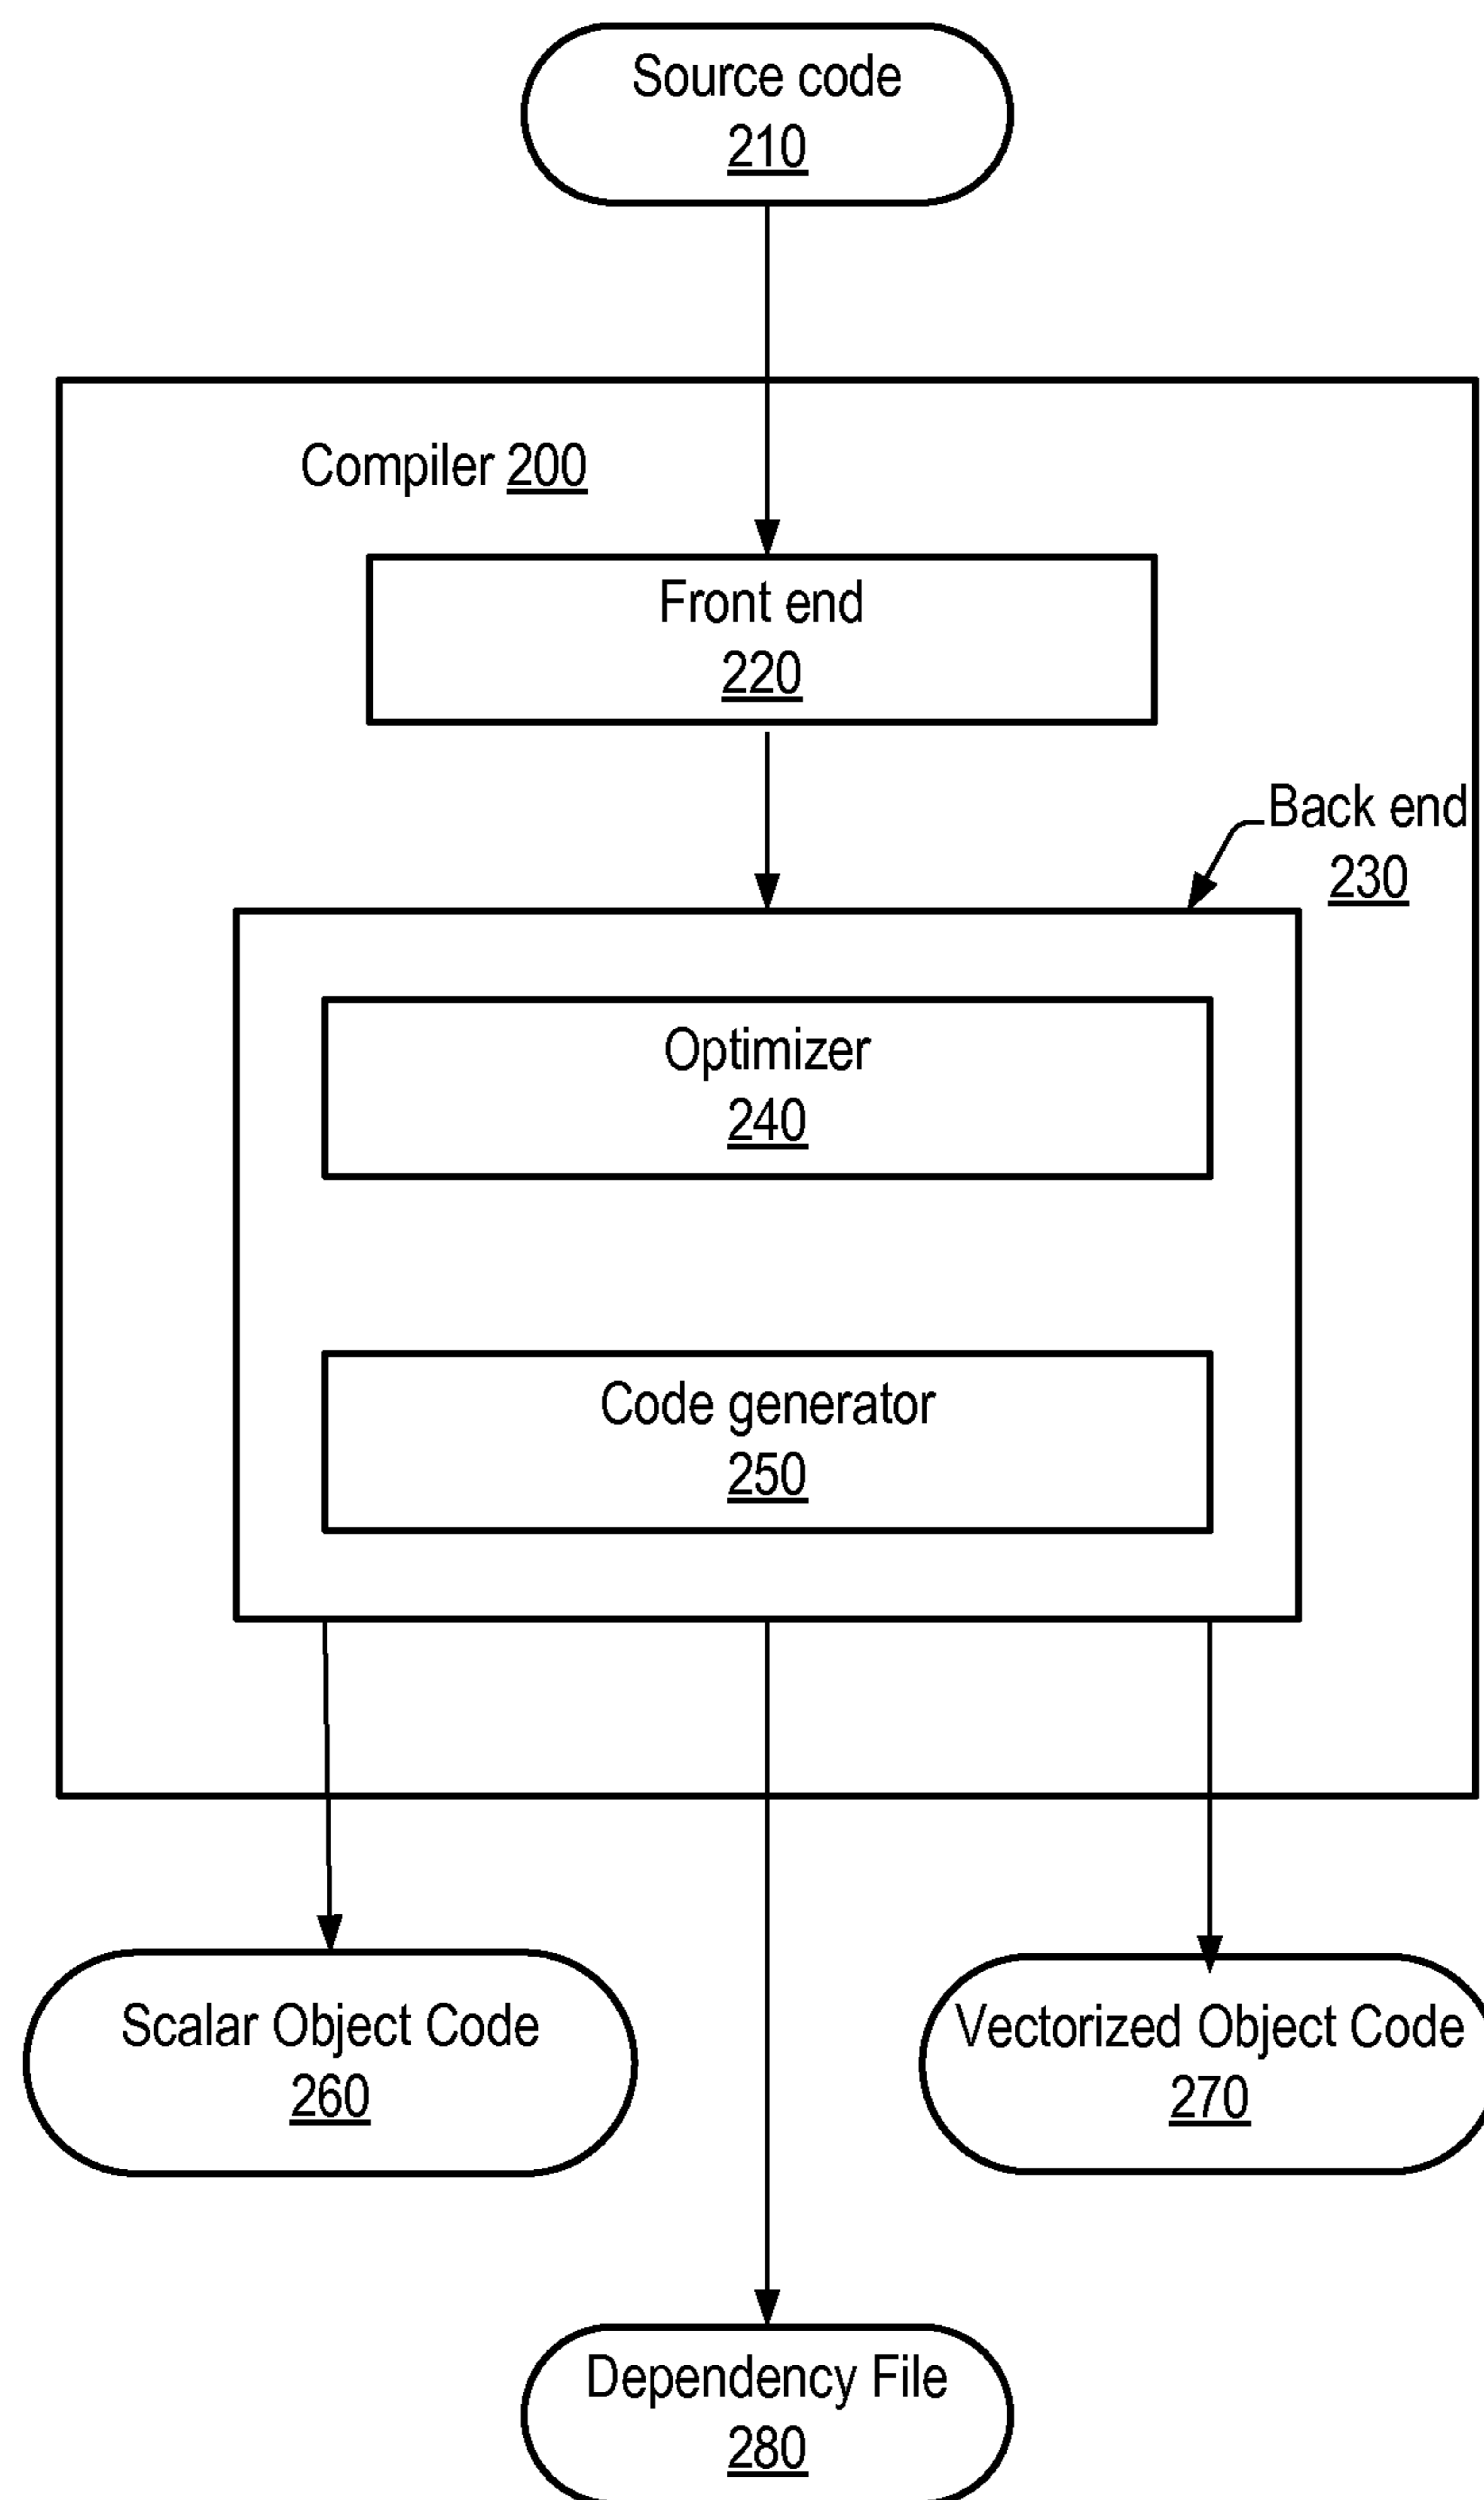 Source code
210
Compiler 200
Front end
220
Back end
230
Optimizer
240
Code generator
250
Scalar Object Code
260
Vectorized Object Code
270
Dependency File
280